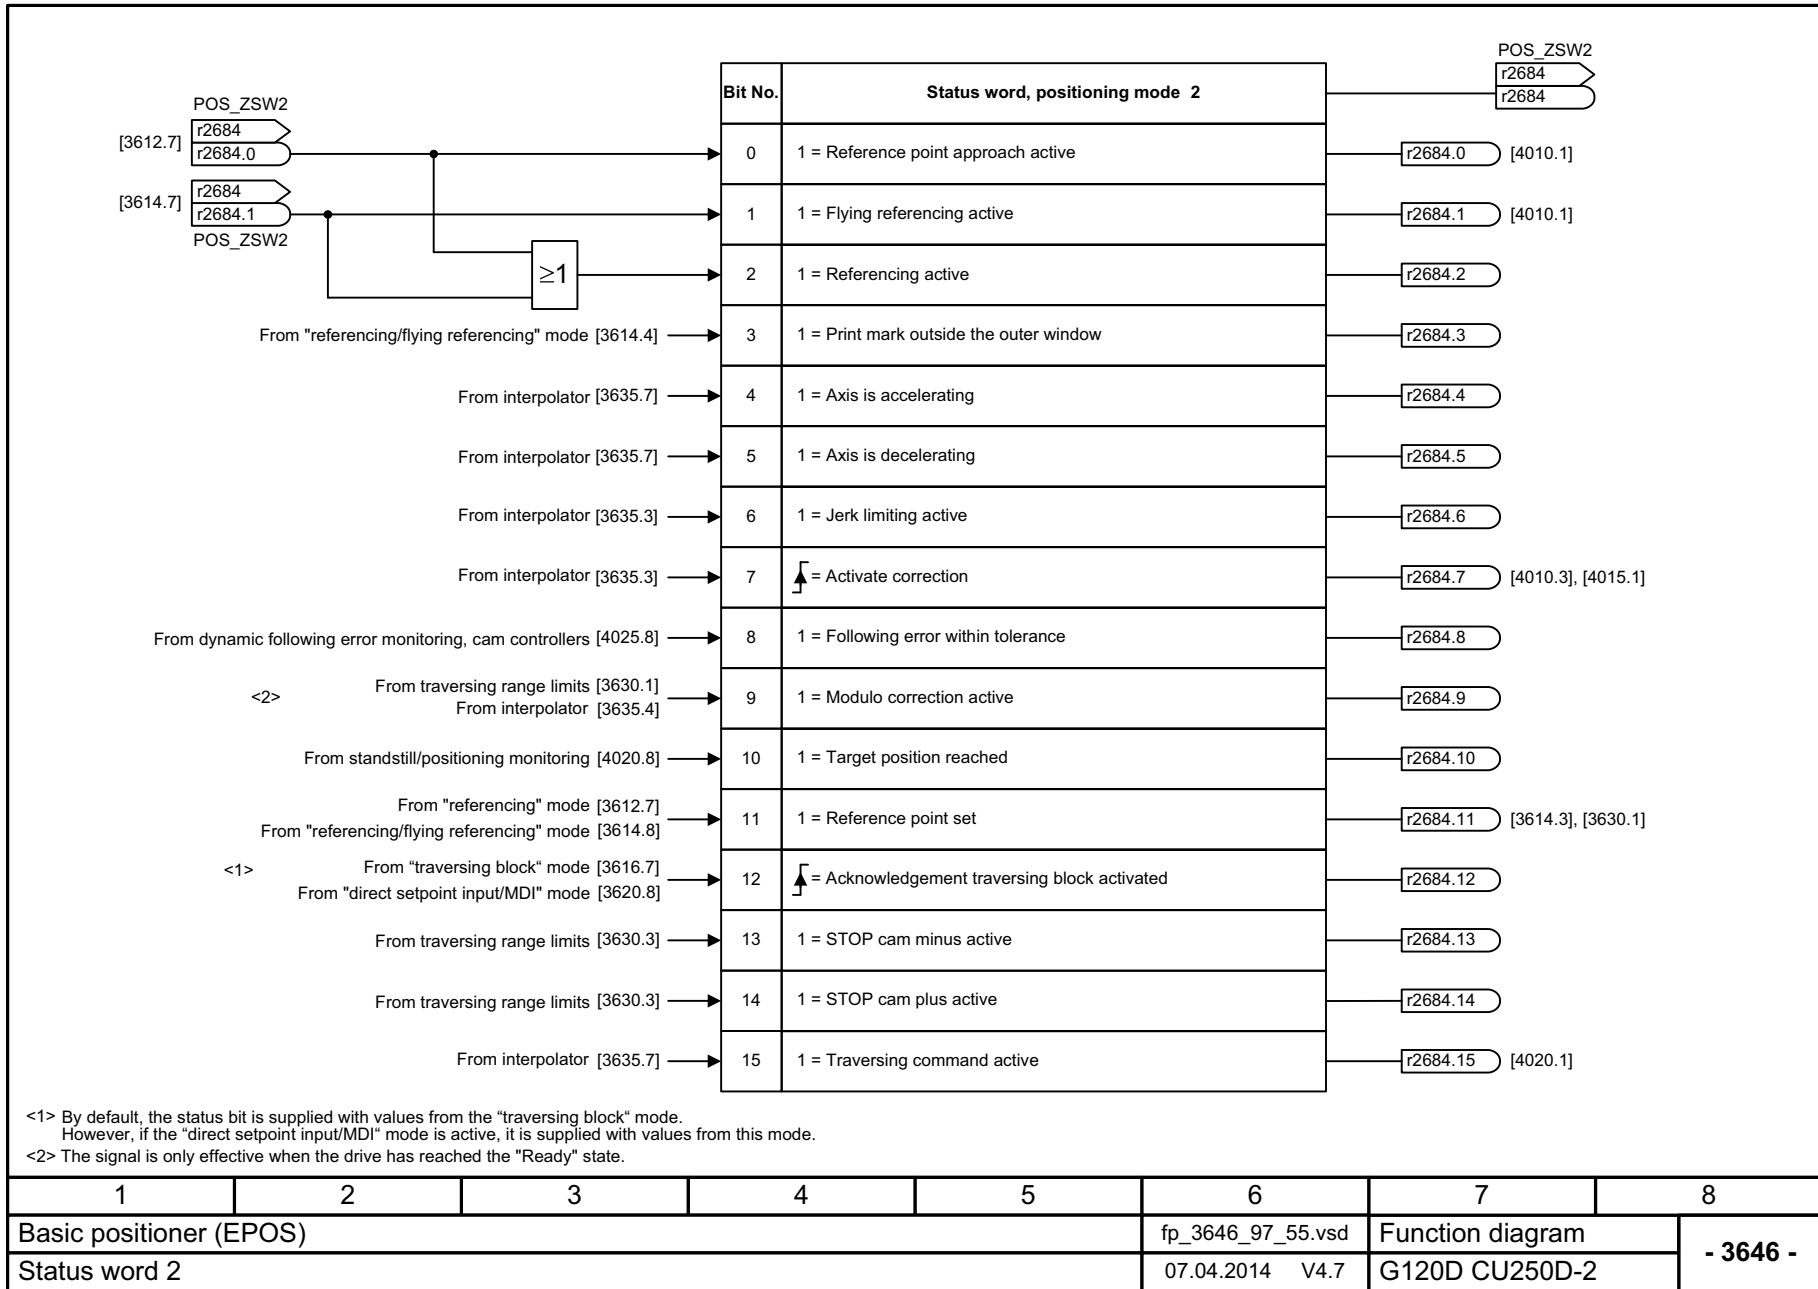 POS_ZSW2
r2684
r2684
Bit No. Status word, positioning mode 2
POS_ZSW2
[3612.7] r2684
r2684.0
0 1 = Reference point approach active r2684.0 [4010.1]
[3614.7] r2684
r2684.1
POS_ZSW2
1 1 = Flying referencing active r2684.1 [4010.1]
≥1 2 1 = Referencing active r2684.2
From "referencing/flying referencing" mode [3614.4] 3 1 = Print mark outside the outer window r2684.3
From interpolator [3635.7] 4 1 = Axis is accelerating r2684.4
From interpolator [3635.7] 5 1 = Axis is decelerating r2684.5
From interpolator [3635.3] 6 1 = Jerk limiting active r2684.6
From interpolator [3635.3] 7 = Activate correction r2684.7 [4010.3], [4015.1]
From dynamic following error monitoring, cam controllers [4025.8] 8 1 = Following error within tolerance r2684.8
<2> From traversing range limits [3630.1]
From interpolator [3635.4]
9 1 = Modulo correction active r2684.9
From standstill/positioning monitoring [4020.8] 10 1 = Target position reached r2684.10
From "referencing" mode [3612.7]
From "referencing/flying referencing" mode [3614.8]
11 1 = Reference point set r2684.11 [3614.3], [3630.1]
<1> From “traversing block“ mode [3616.7]
From "direct setpoint input/MDI" mode [3620.8]
12 = Acknowledgement traversing block activated r2684.12
From traversing range limits [3630.3] 13 1 = STOP cam minus active r2684.13
From traversing range limits [3630.3] 14 1 = STOP cam plus active r2684.14
From interpolator [3635.7] 15 1 = Traversing command active r2684.15 [4020.1]
<1> By default, the status bit is supplied with values from the “traversing block“ mode.
However, if the “direct setpoint input/MDI“ mode is active, it is supplied with values from this mode.
<2> The signal is only effective when the drive has reached the "Ready" state.
1 2 3 4 5 6 7 8
Basic positioner (EPOS) fp_3646_97_55.vsd Function diagram
- 3646 -
Status word 2 07.04.2014 V4.7 G120D CU250D-2